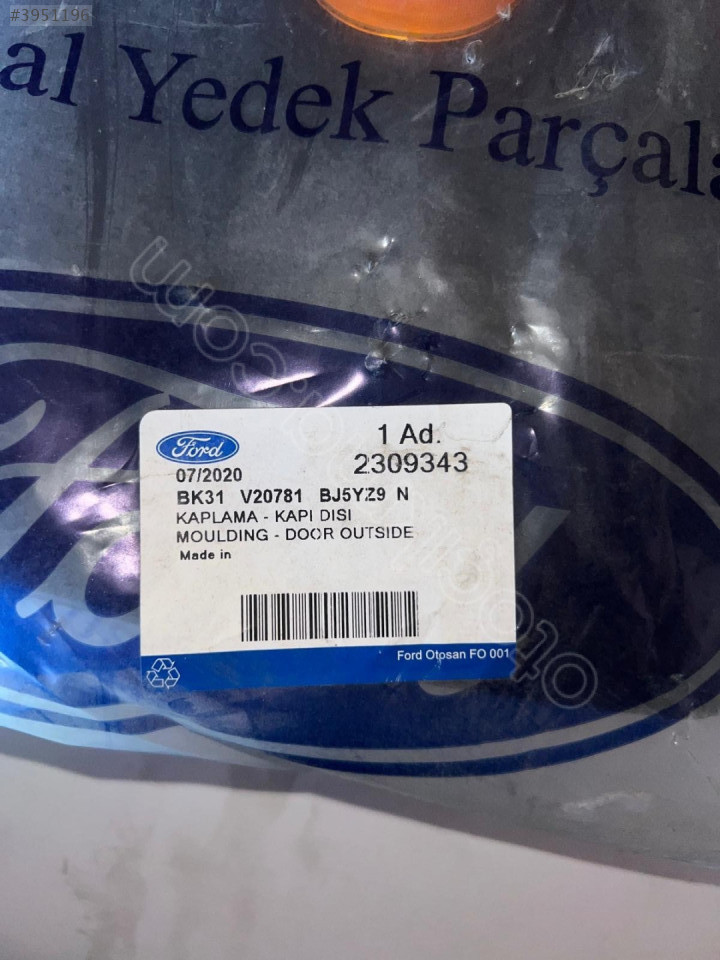 #3951196
al Yedek Parçala
Ford
1 Ad.
07/2020
2309343
BK31 V20781 BJ5YZ9 N
KAPLAMA - KAPI DISI
MOULDING - DOOR OUTSIDE
Made in
Ford Otosan FO 001